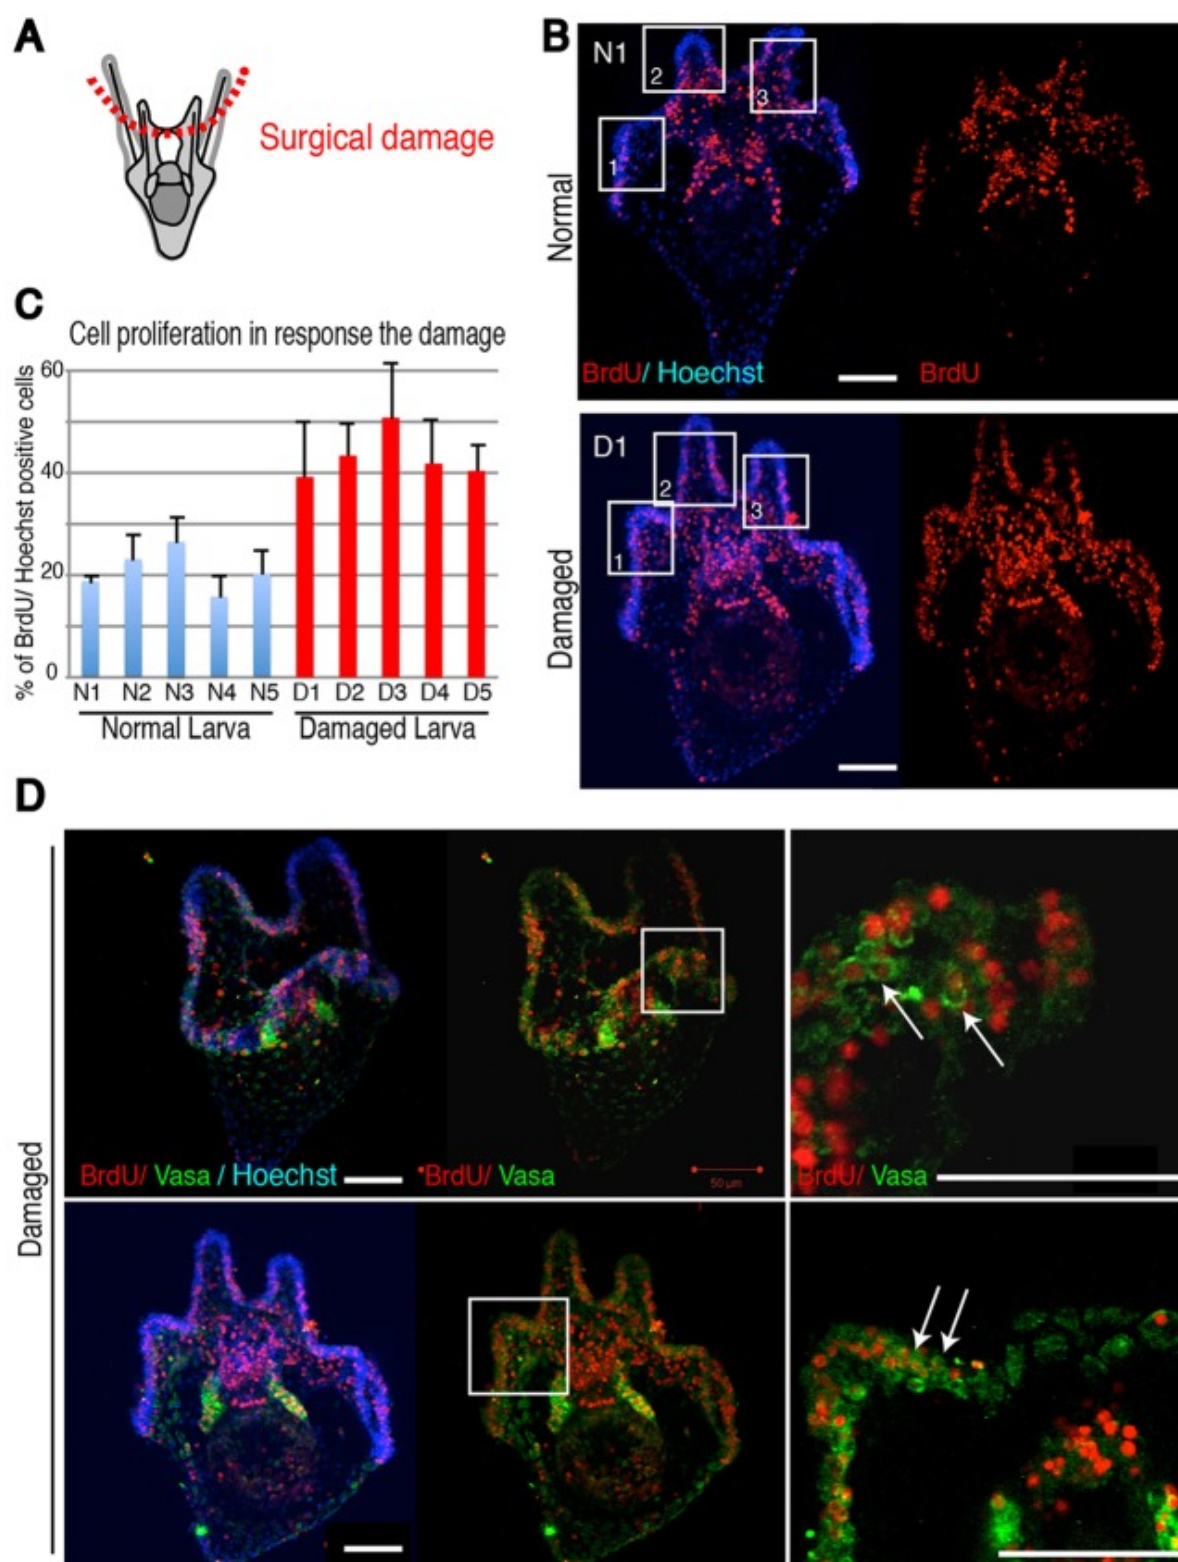 A
Surgical damage
B
N1
2
3
1
Normal
BrdU/ Hoechst
BrdU
D1
2
3
1
Damaged
C
Cell proliferation in response the damage
% of BrdU/ Hoechst positive cells
60
40
20
0
N1 N2 N3 N4 N5 D1 D2 D3 D4 D5
Normal Larva Damaged Larva
D
Damaged
BrdU/ Vasa / Hoechst
BrdU/ Vasa
50 µm
BrdU/ Vasa